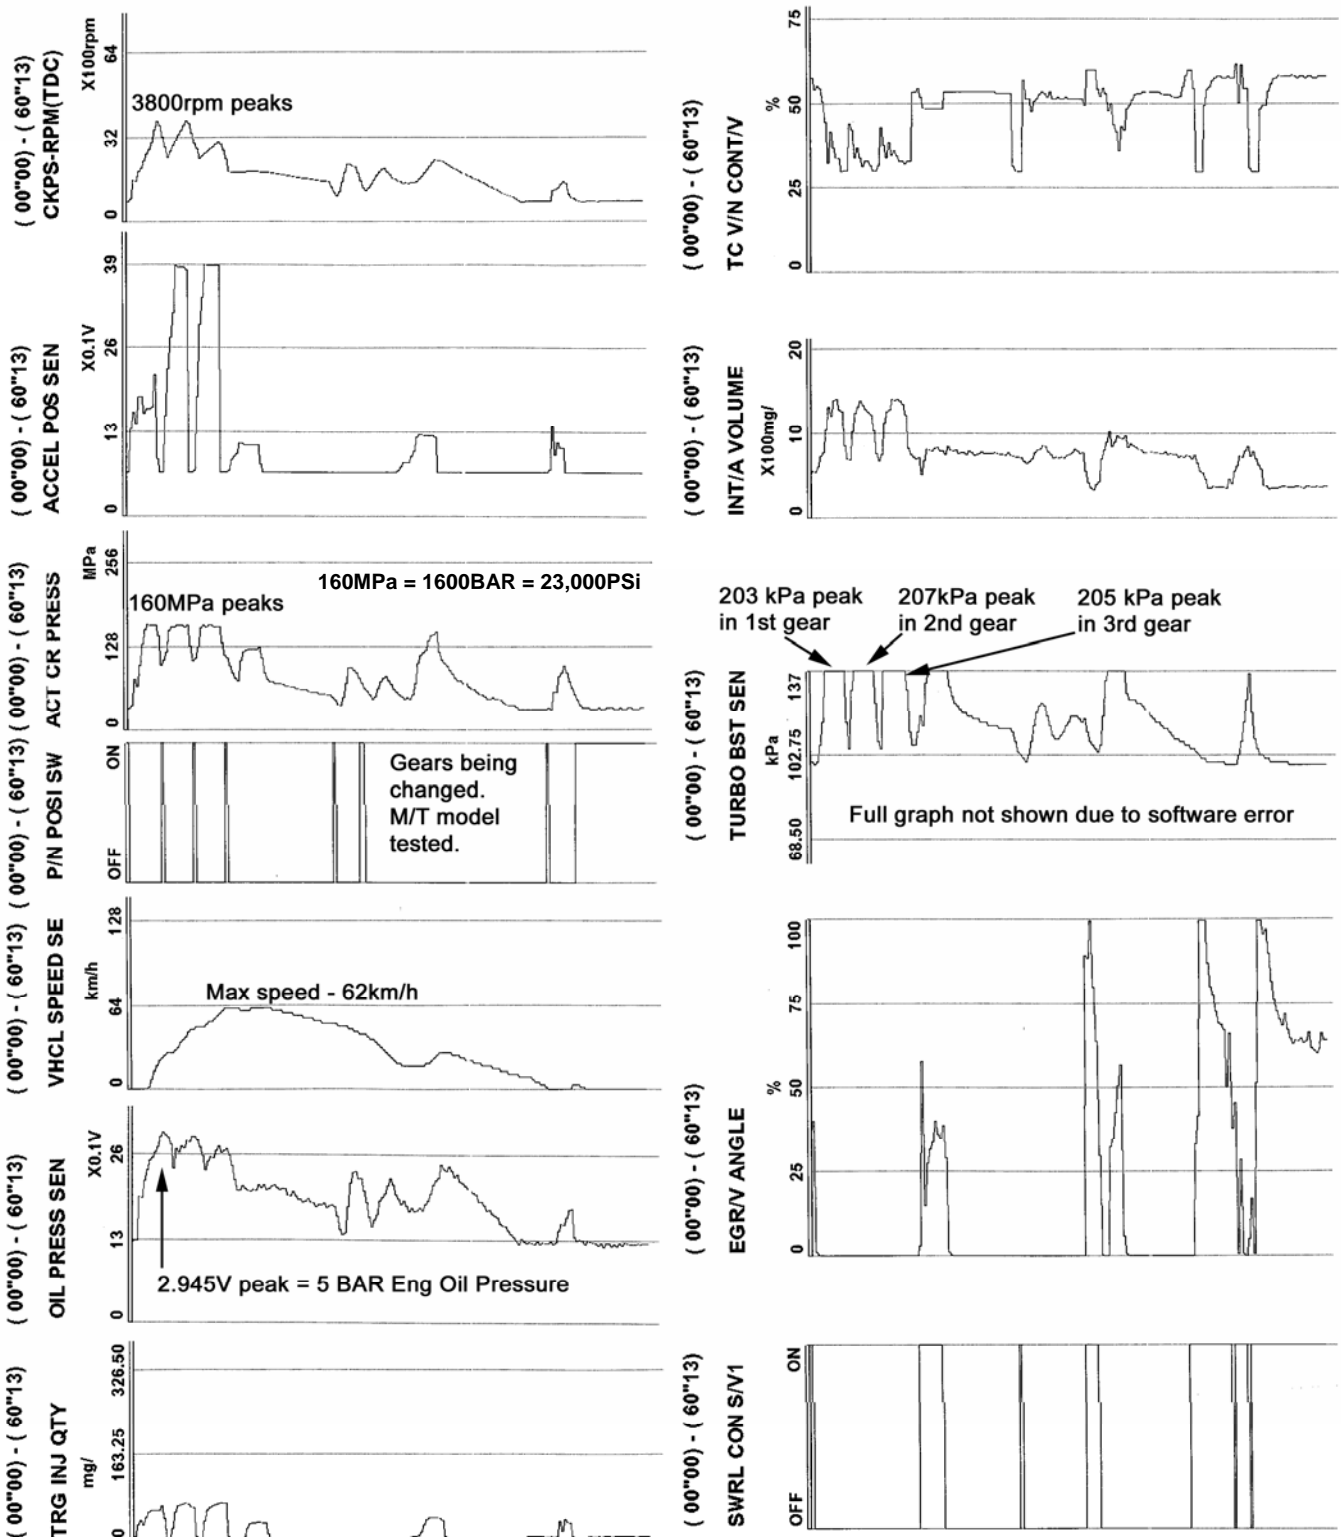 ( 00"00) - ( 60"13)
CKPS-RPM(TDC)
X100rpm
64
32
0
3800rpm peaks
( 00"00) - ( 60"13)
ACCEL POS SEN
X0.1V
39
26
13
0
( 00"00) - ( 60"13)
ACT CR PRESS
MPa
256
128
0
160MPa = 1600BAR = 23,000PSi
160MPa peaks
( 00"00) - ( 60"13)
P/N POSI SW
ON
OFF
Gears being
changed.
M/T model
tested.
( 00"00) - ( 60"13)
VHCL SPEED SE
km/h
128
64
0
Max speed - 62km/h
( 00"00) - ( 60"13)
OIL PRESS SEN
X0.1V
26
13
0
2.945V peak = 5 BAR Eng Oil Pressure
( 00"00) - ( 60"13)
TRG INJ QTY
mg/
326.50
163.25
0
( 00"00) - ( 60"13)
TC V/N CONT/V
%
75
50
25
0
( 00"00) - ( 60"13)
INT/A VOLUME
X100mg/
20
10
0
203 kPa peak
in 1st gear
207kPa peak
in 2nd gear
205 kPa peak
in 3rd gear
( 00"00) - ( 60"13)
TURBO BST SEN
kPa
137
102.75
68.50
Full graph not shown due to software error
( 00"00) - ( 60"13)
EGR/V ANGLE
%
100
75
50
25
0
( 00"00) - ( 60"13)
SWRL CON S/V1
ON
OFF